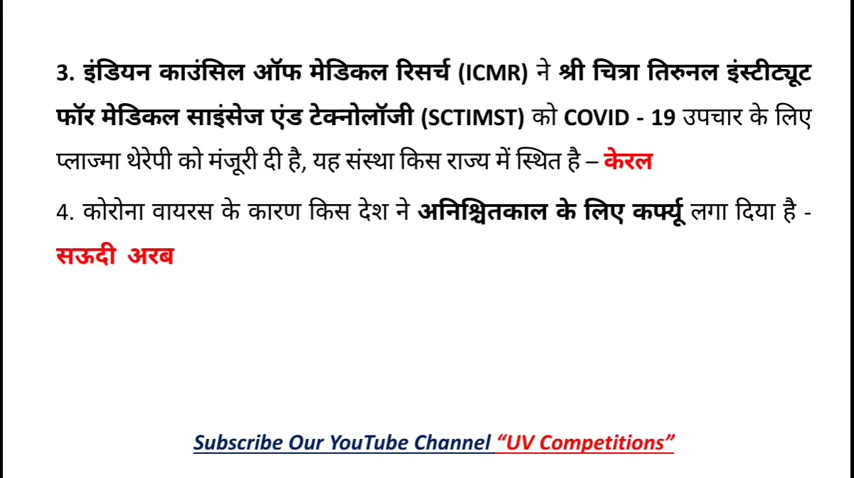 3. इंडियन काउंसिल ऑफ मेडिकल रिसर्च (ICMR) ने श्री चित्रा तिरुनल इंस्टीट्यूट
फॉर मेडिकल साइंसेज एंड टेक्नोलॉजी (SCTIMST) को COVID - 19 उपचार के लिए
प्लाज्मा थेरेपी को मंजूरी दी है, यह संस्था किस राज्य में स्थित है – केरल
4. कोरोना वायरस के कारण किस देश ने अनिश्चितकाल के लिए कर्फ्यू लगा दिया है -
सऊदी अरब
Subscribe Our YouTube Channel “UV Competitions”